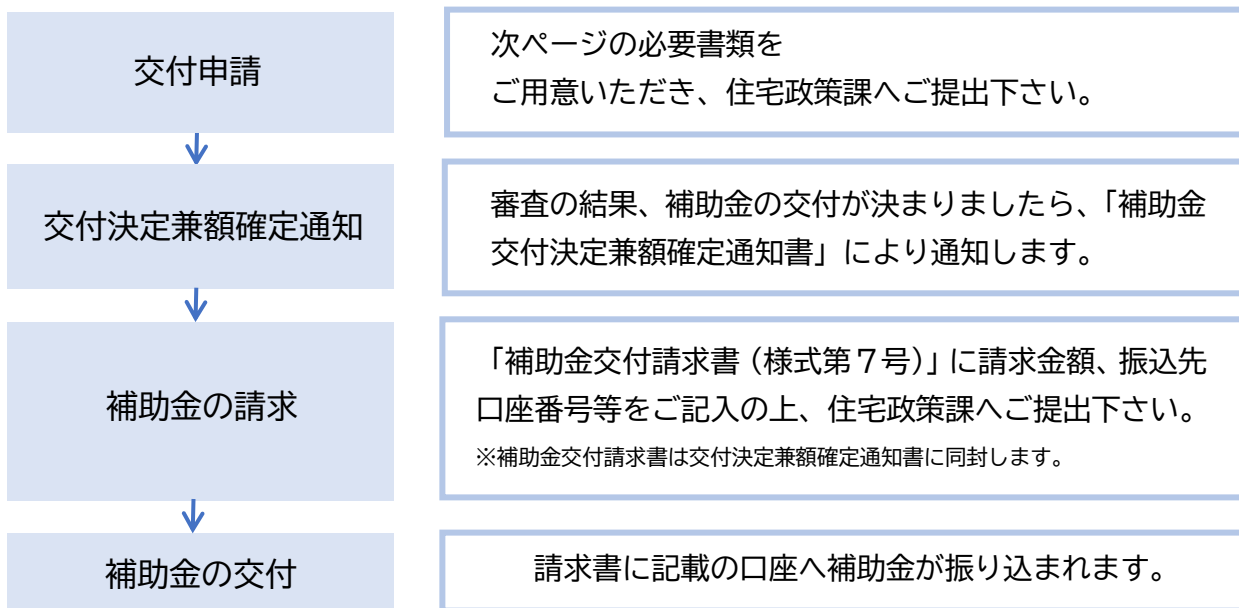 交付申請
次ページの必要書類を
ご用意いただき、住宅政策課へご提出下さい。
交付決定兼額確定通知
審査の結果、補助金の交付が決まりましたら、「補助金
交付決定兼額確定通知書」により通知します。
補助金の請求
「補助金交付請求書（様式第７号）」に請求金額、振込先
口座番号等をご記入の上、住宅政策課へご提出下さい。
※補助金交付請求書は交付決定兼額確定通知書に同封します。
補助金の交付
請求書に記載の口座へ補助金が振り込まれます。